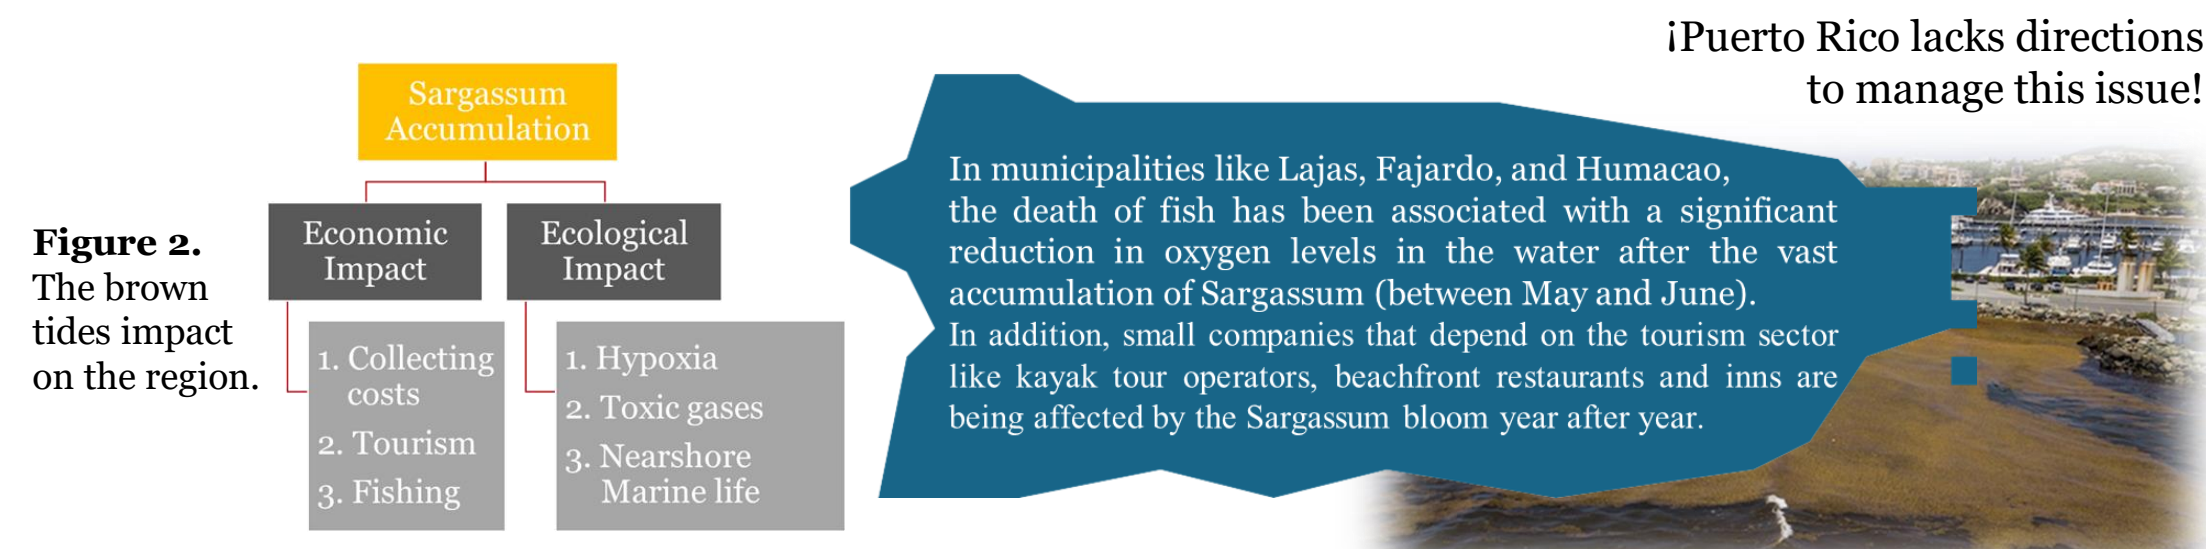 ¡Puerto Rico lacks directions
to manage this issue!
Sargassum
Accumulation
Economic
Impact
Ecological
Impact
1. Collecting
costs
2. Tourism
3. Fishing
1. Hypoxia
2. Toxic gases
3. Nearshore
Marine life
Figure 2.
The brown
tides impact
on the region.
In municipalities like Lajas, Fajardo, and Humacao,
the death of fish has been associated with a significant
reduction in oxygen levels in the water after the vast
accumulation of Sargassum (between May and June).
In addition, small companies that depend on the tourism sector
like kayak tour operators, beachfront restaurants and inns are
being affected by the Sargassum bloom year after year.